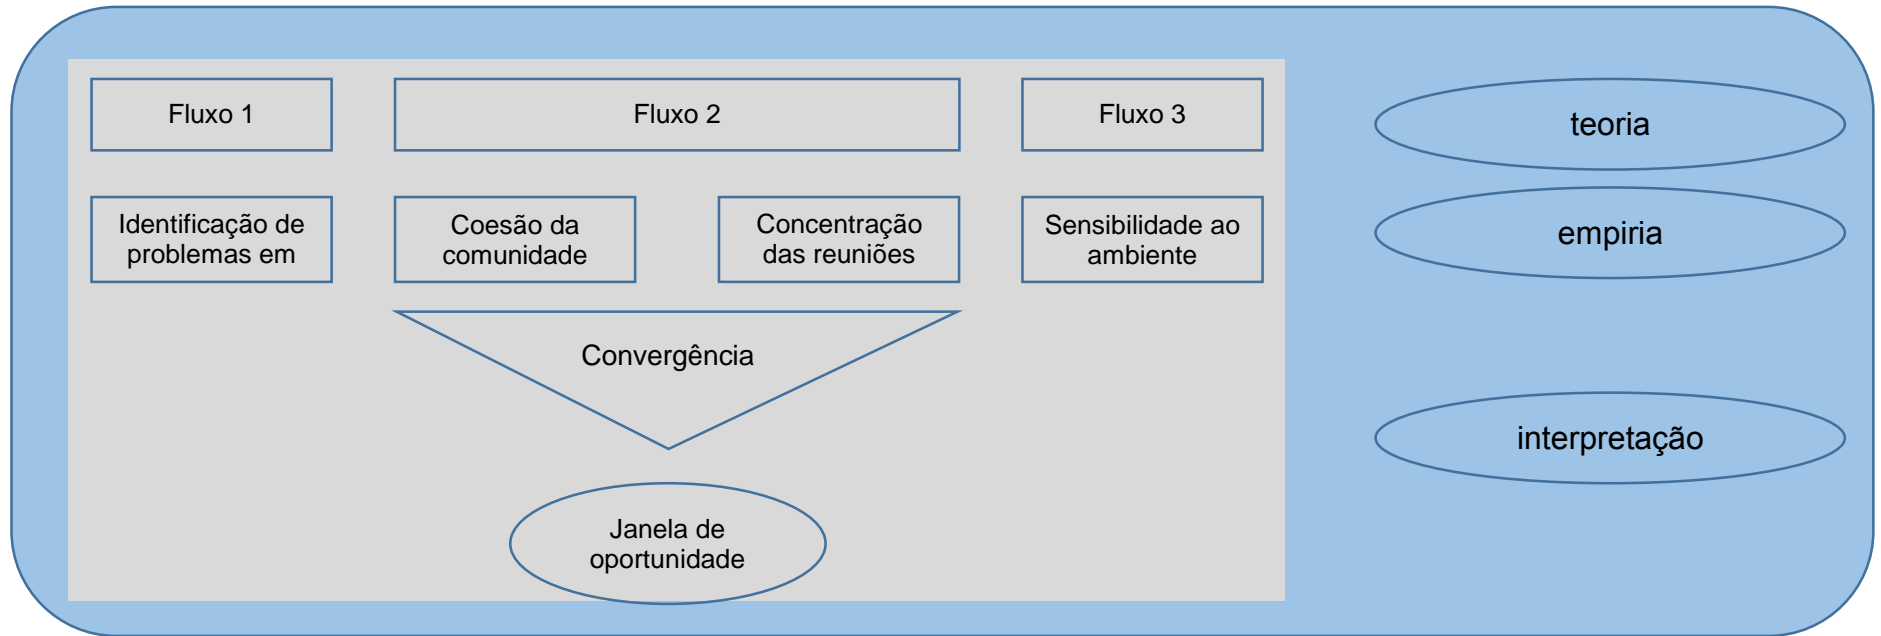 Fluxo 1
Fluxo 2
Fluxo 3
teoria
Identificação de
problemas em
Coesão da
comunidade
Concentração
das reuniões
Sensibilidade ao
ambiente
empiria
Convergência
interpretação
Janela de
oportunidade